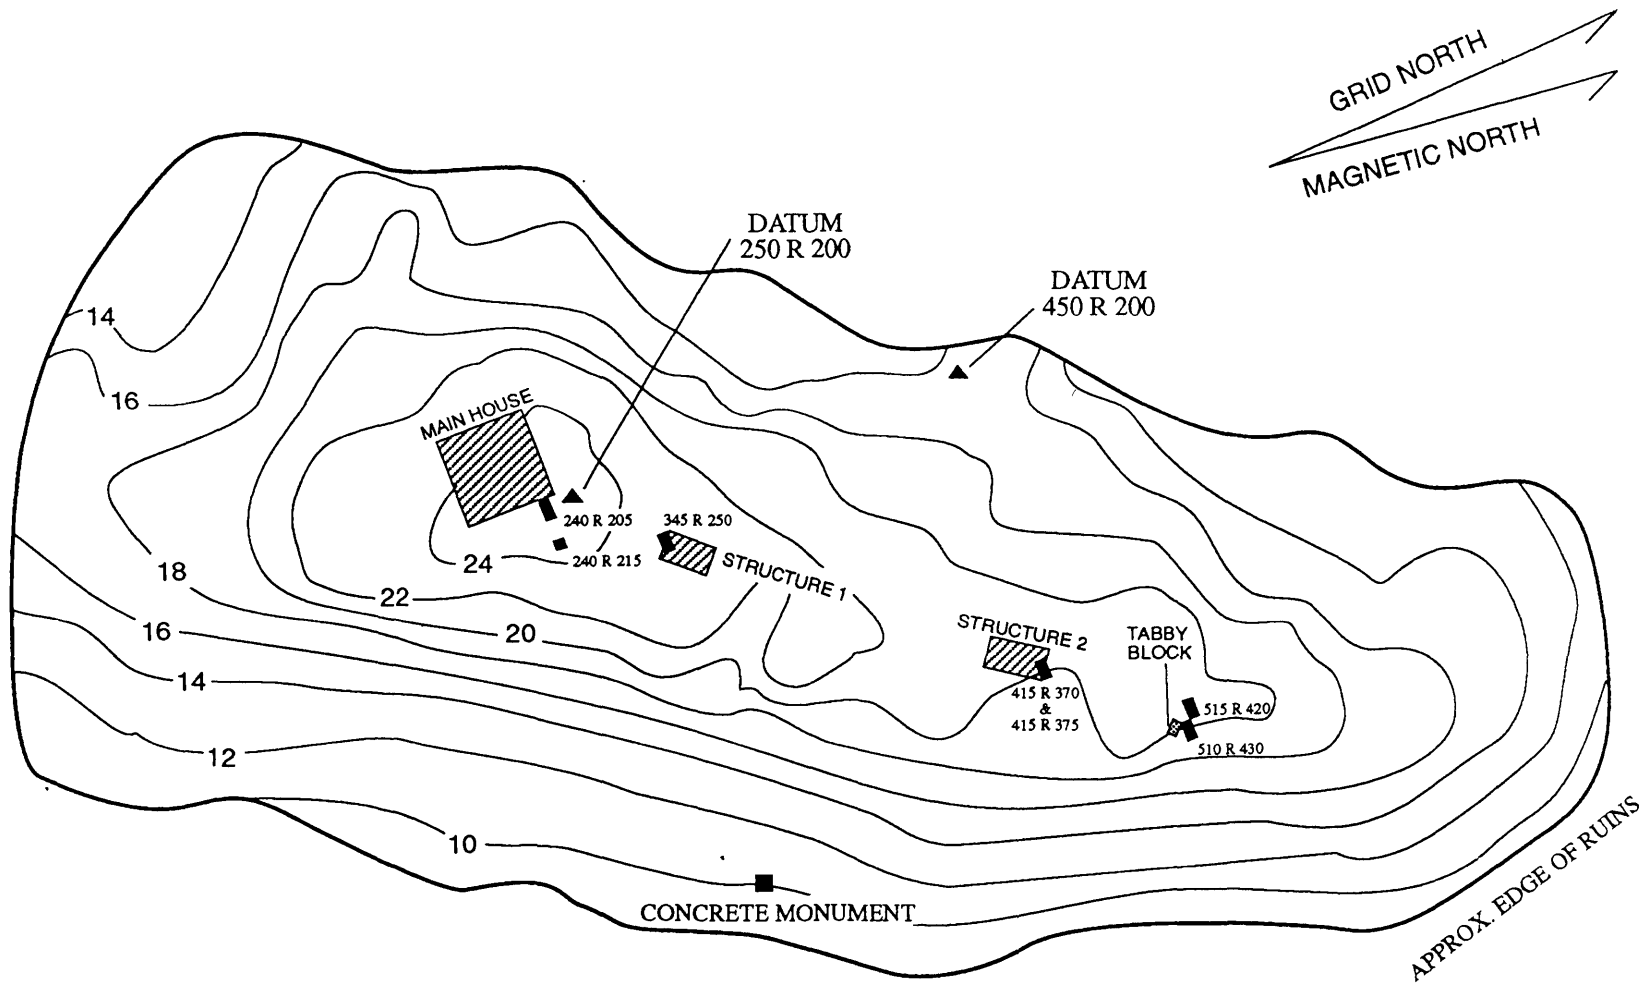 GRID NORTH
MAGNETIC NORTH
DATUM
250 R 200
DATUM
450 R 200
14
16
MAIN HOUSE
240 R 205
345 R 250
240 R 215
24
STRUCTURE 1
18
22
20
16
14
12
10
STRUCTURE 2
415 R 370
&
415 R 375
TABBY
BLOCK
515 R 420
510 R 430
CONCRETE MONUMENT
APPROX. EDGE OF RUINS